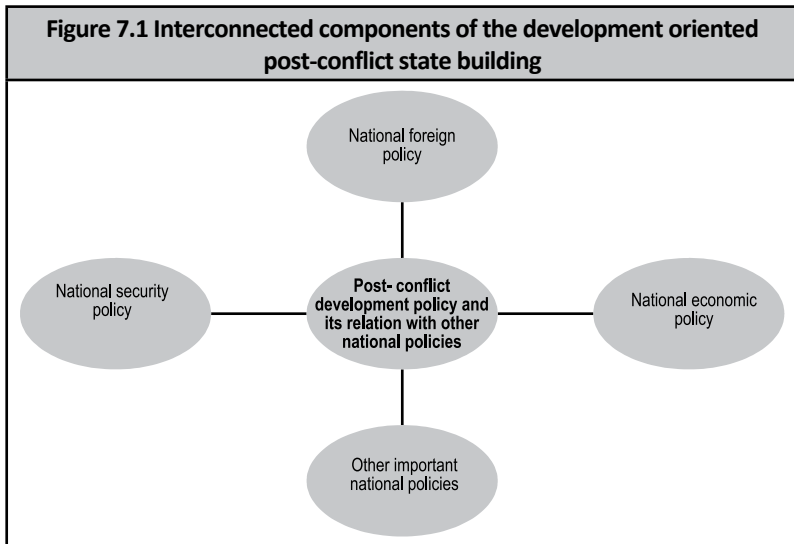 Figure 7.1 Interconnected components of the development oriented
post-conflict state building
National foreign
policy
National security
policy
Post- conflict
development policy and
its relation with other
national policies
National economic
policy
Other important
national policies